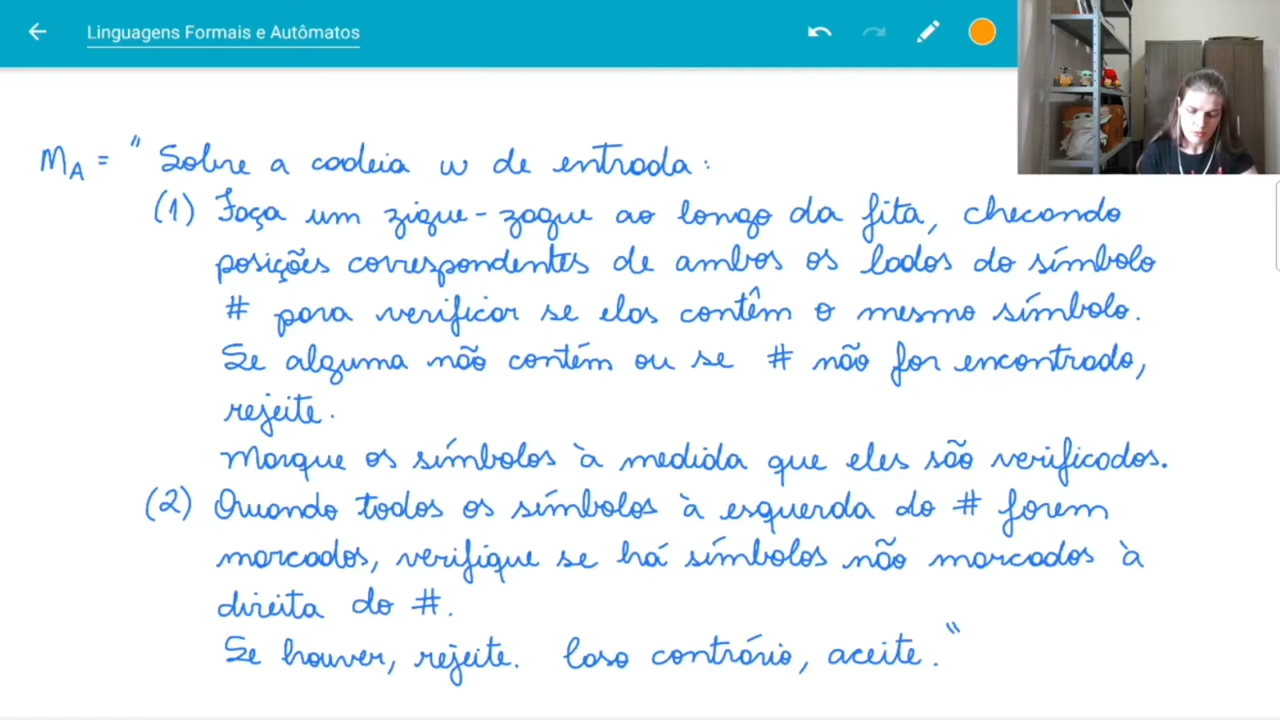 Linguagens Formais e Autômatos
MA = " Sobre a cadeia w de entrada:
(1) Faça um zigue-zague ao longo da fita, checando
posições correspondentes de ambos os lados do símbolo
# para verificar se elas contêm o mesmo símbolo.
Se alguma não contém ou se # não for encontrado,
rejeite.
Marque os símbolos à medida que eles são verificados.
(2) Quando todos os símbolos à esquerda do # forem
marcados, verifique se há símbolos não marcados à
direita do #.
Se houver, rejeite. Caso contrário, aceite."